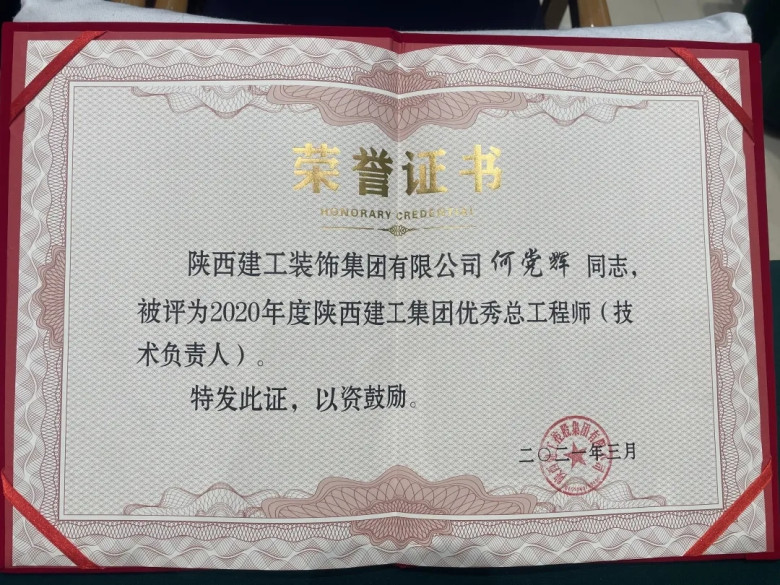 荣誉证书
HONORARY CREDENTIAL
陕西建工装饰集团有限公司何党辉 同志，
被评为2020年度陕西建工集团优秀总工程师（技
术负责人）。
特发此证，以资鼓励。
二〇二一年三月